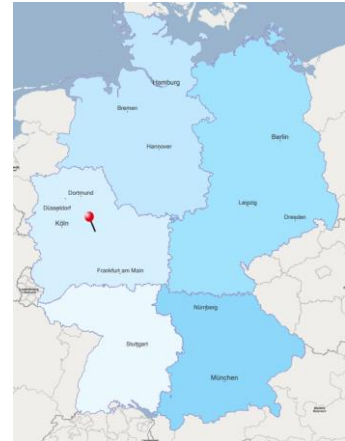 Hamburg
Bremen
Hannover
Berlin
Dortmund
Düsseldorf
Köln
Leipzig
Dresden
Frankfurt am Main
Nürnberg
Stuttgart
München